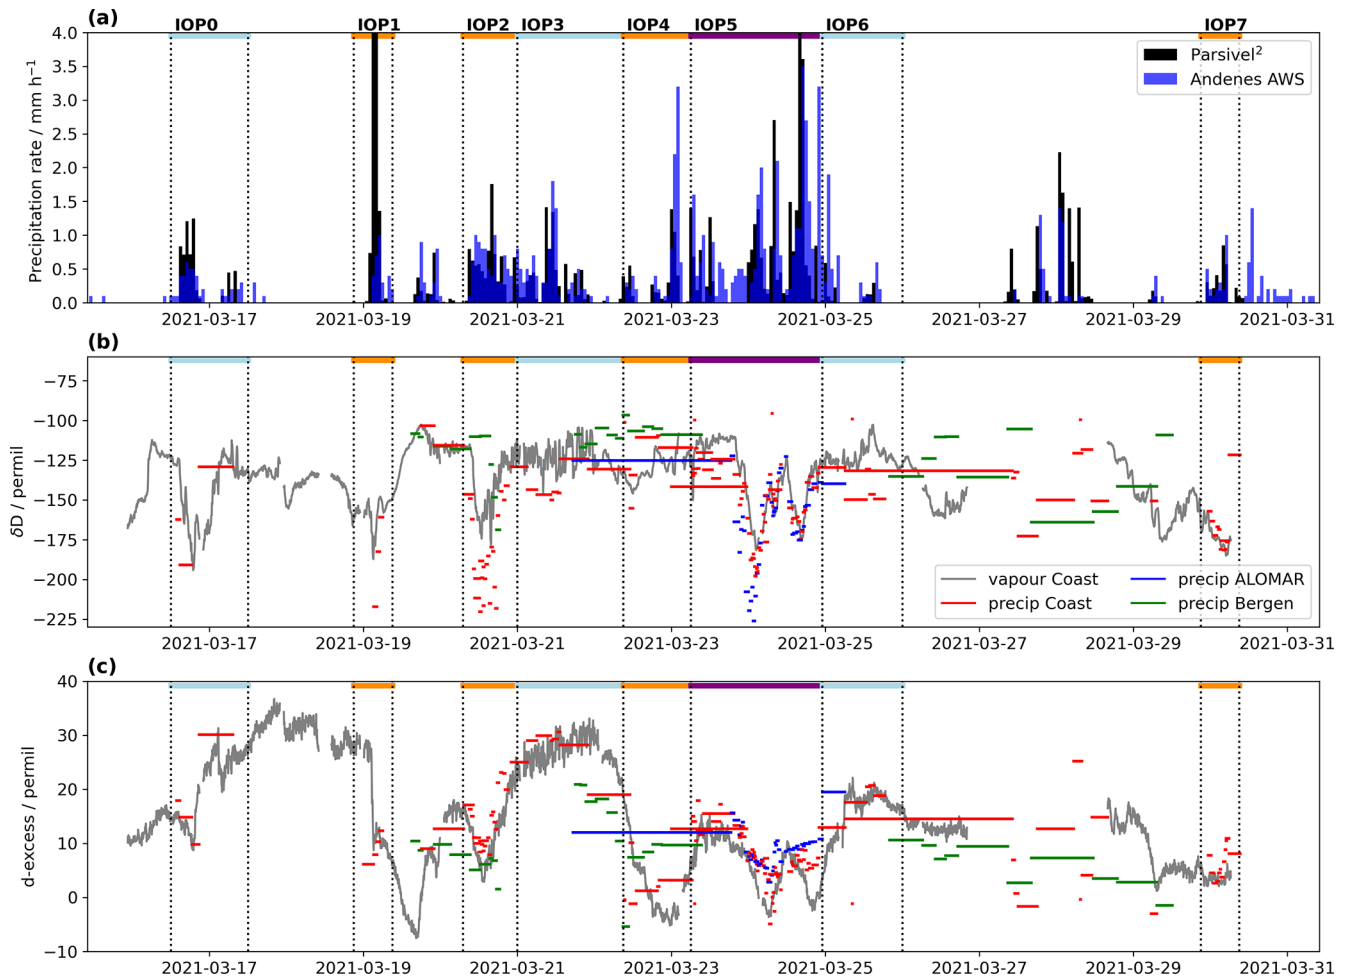 (a)
IOP0 IOP1 IOP2 IOP3 IOP4 IOP5 IOP6 IOP7
Precipitation rate / mm h⁻¹
4.0
3.5
3.0
2.5
2.0
1.5
1.0
0.5
0.0
Parsivel²
Andenes AWS
2021-03-17 2021-03-19 2021-03-21 2021-03-23 2021-03-25 2021-03-27 2021-03-29 2021-03-31
(b)
δD / permil
−75
−100
−125
−150
−175
−200
−225
vapour Coast precip ALOMAR
precip Coast precip Bergen
2021-03-17 2021-03-19 2021-03-21 2021-03-23 2021-03-25 2021-03-27 2021-03-29 2021-03-31
(c)
d-excess / permil
40
30
20
10
0
−10
2021-03-17 2021-03-19 2021-03-21 2021-03-23 2021-03-25 2021-03-27 2021-03-29 2021-03-31